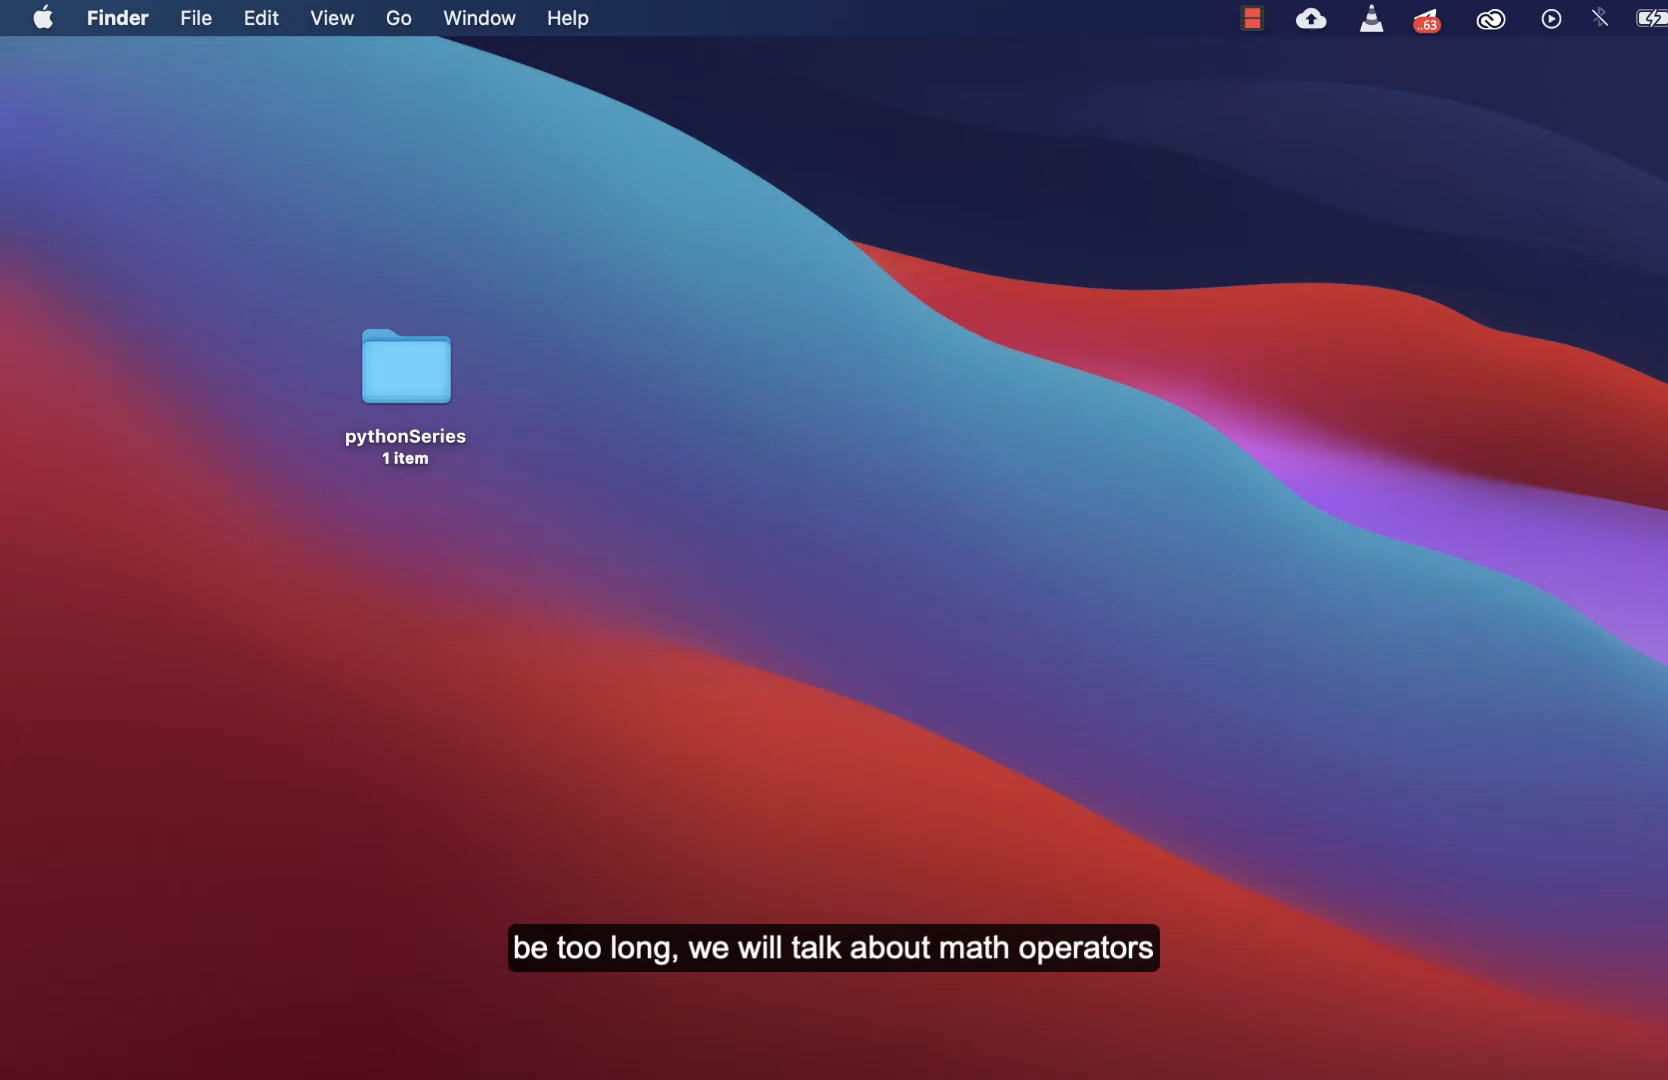 Finder File Edit View Go Window Help
..63
pythonSeries
1 item
be too long, we will talk about math operators